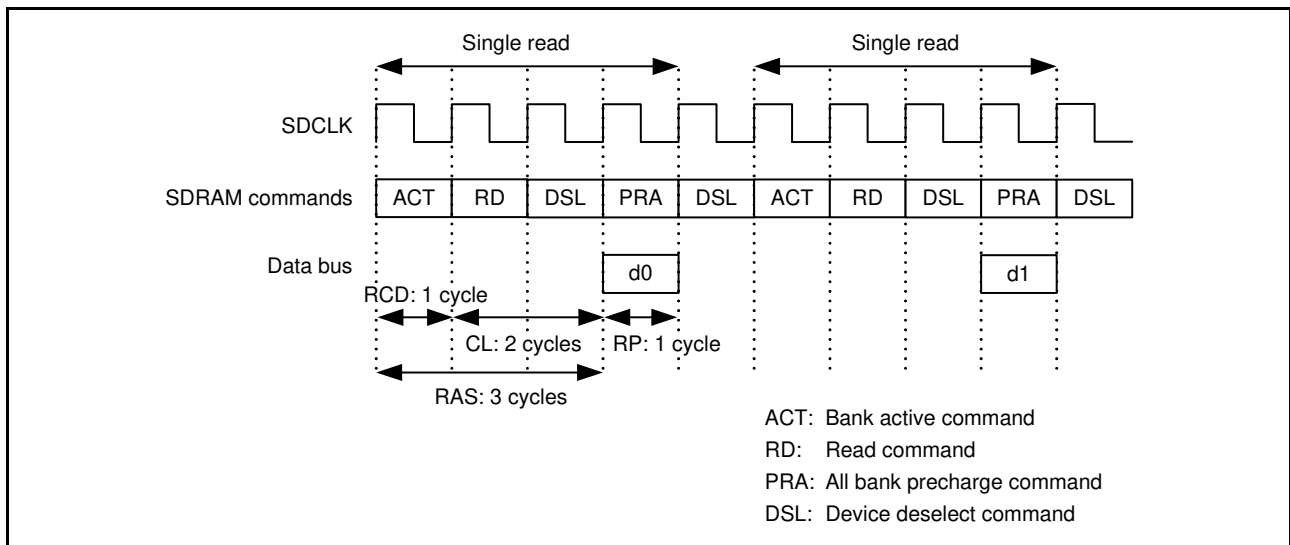 Single read Single read
SDCLK
SDRAM commands ACT RD DSL PRA DSL ACT RD DSL PRA DSL
Data bus d0 d1
RCD: 1 cycle
CL: 2 cycles RP: 1 cycle
RAS: 3 cycles
ACT: Bank active command
RD: Read command
PRA: All bank precharge command
DSL: Device deselect command